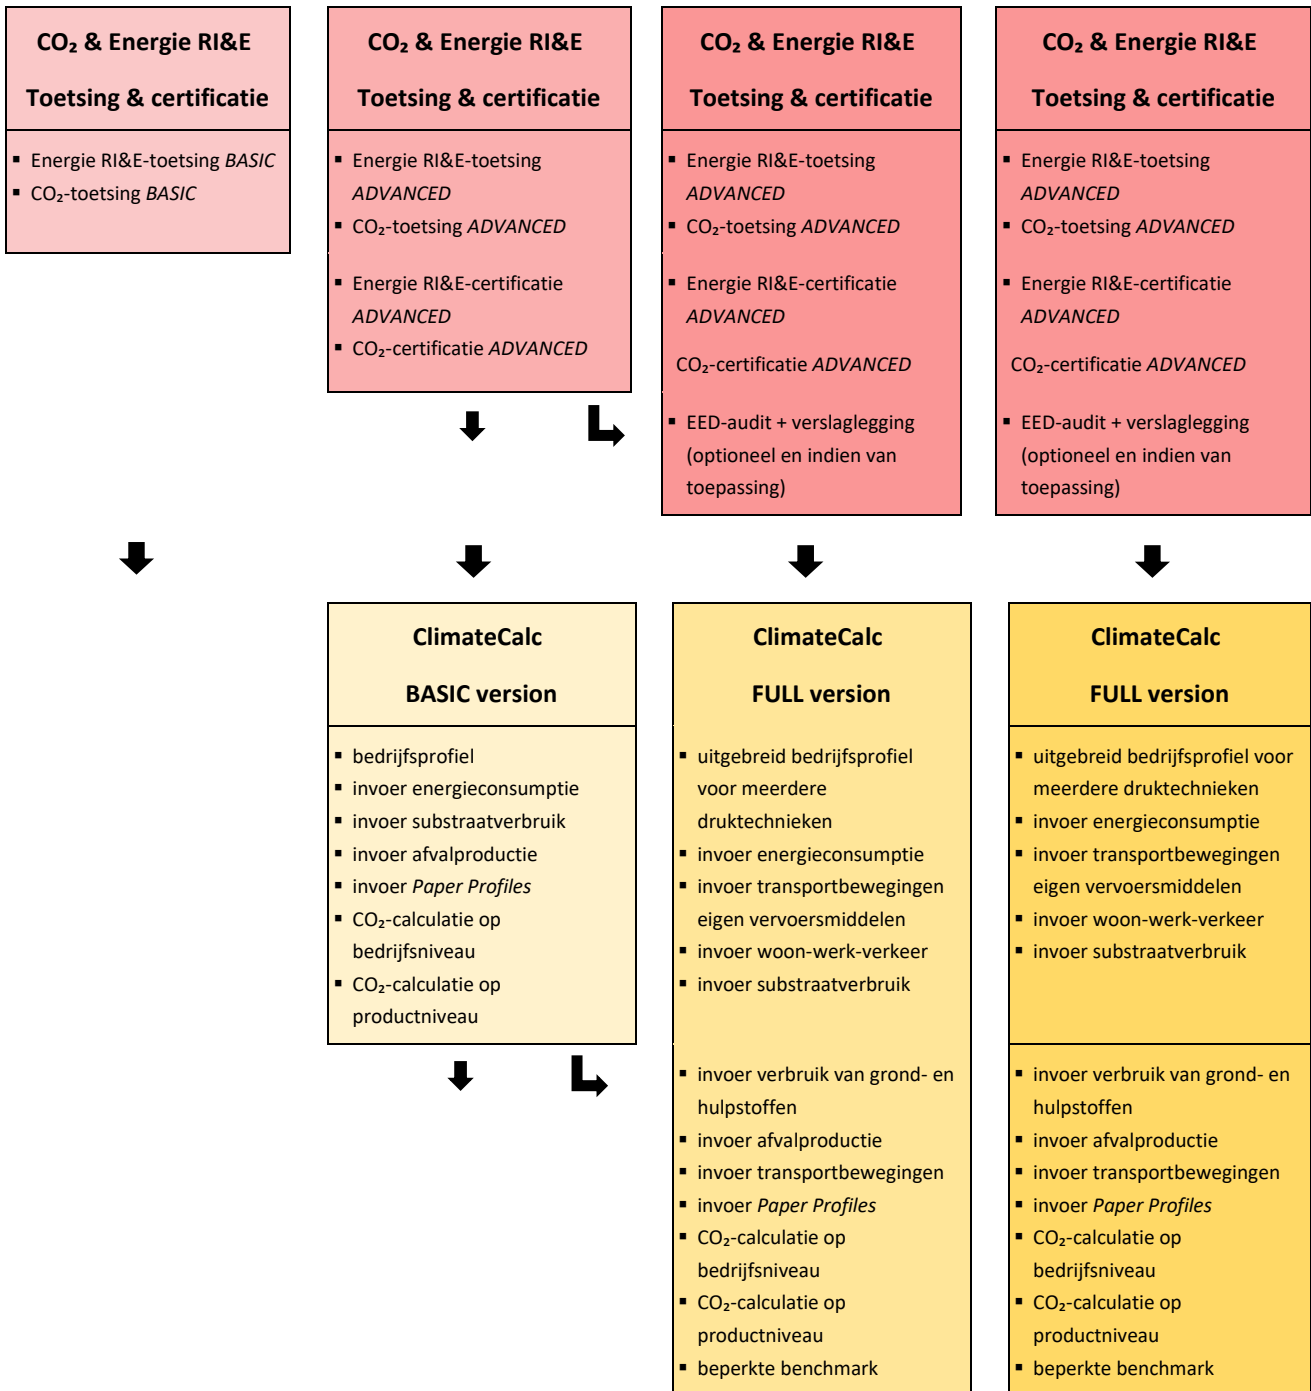 CO₂ & Energie RI&E
Toetsing & certificatie
▪ Energie RI&E-toetsing BASIC
▪ CO₂-toetsing BASIC
CO₂ & Energie RI&E
Toetsing & certificatie
▪ Energie RI&E-toetsing
ADVANCED
▪ CO₂-toetsing ADVANCED
▪ Energie RI&E-certificatie
ADVANCED
▪ CO₂-certificatie ADVANCED
CO₂ & Energie RI&E
Toetsing & certificatie
▪ Energie RI&E-toetsing
ADVANCED
▪ CO₂-toetsing ADVANCED
▪ Energie RI&E-certificatie
ADVANCED
CO₂-certificatie ADVANCED
▪ EED-audit + verslaglegging
(optioneel en indien van
toepassing)
CO₂ & Energie RI&E
Toetsing & certificatie
▪ Energie RI&E-toetsing
ADVANCED
▪ CO₂-toetsing ADVANCED
▪ Energie RI&E-certificatie
ADVANCED
CO₂-certificatie ADVANCED
▪ EED-audit + verslaglegging
(optioneel en indien van
toepassing)
ClimateCalc
BASIC version
▪ bedrijfsprofiel
▪ invoer energieconsumptie
▪ invoer substraatverbruik
▪ invoer afvalproductie
▪ invoer Paper Profiles
▪ CO₂-calculatie op
bedrijfsniveau
▪ CO₂-calculatie op
productniveau
ClimateCalc
FULL version
▪ uitgebreid bedrijfsprofiel
voor meerdere
druktechnieken
▪ invoer energieconsumptie
▪ invoer transportbewegingen
eigen vervoersmiddelen
▪ invoer woon-werk-verkeer
▪ invoer substraatverbruik
▪ invoer verbruik van grond- en
hulpstoffen
▪ invoer afvalproductie
▪ invoer transportbewegingen
▪ invoer Paper Profiles
▪ CO₂-calculatie op
bedrijfsniveau
▪ CO₂-calculatie op
productniveau
▪ beperkte benchmark
ClimateCalc
FULL version
▪ uitgebreid bedrijfsprofiel voor
meerdere druktechnieken
▪ invoer energieconsumptie
▪ invoer transportbewegingen
eigen vervoersmiddelen
▪ invoer woon-werk-verkeer
▪ invoer substraatverbruik
▪ invoer verbruik van grond- en
hulpstoffen
▪ invoer afvalproductie
▪ invoer transportbewegingen
▪ invoer Paper Profiles
▪ CO₂-calculatie op
bedrijfsniveau
▪ CO₂-calculatie op
productniveau
▪ beperkte benchmark